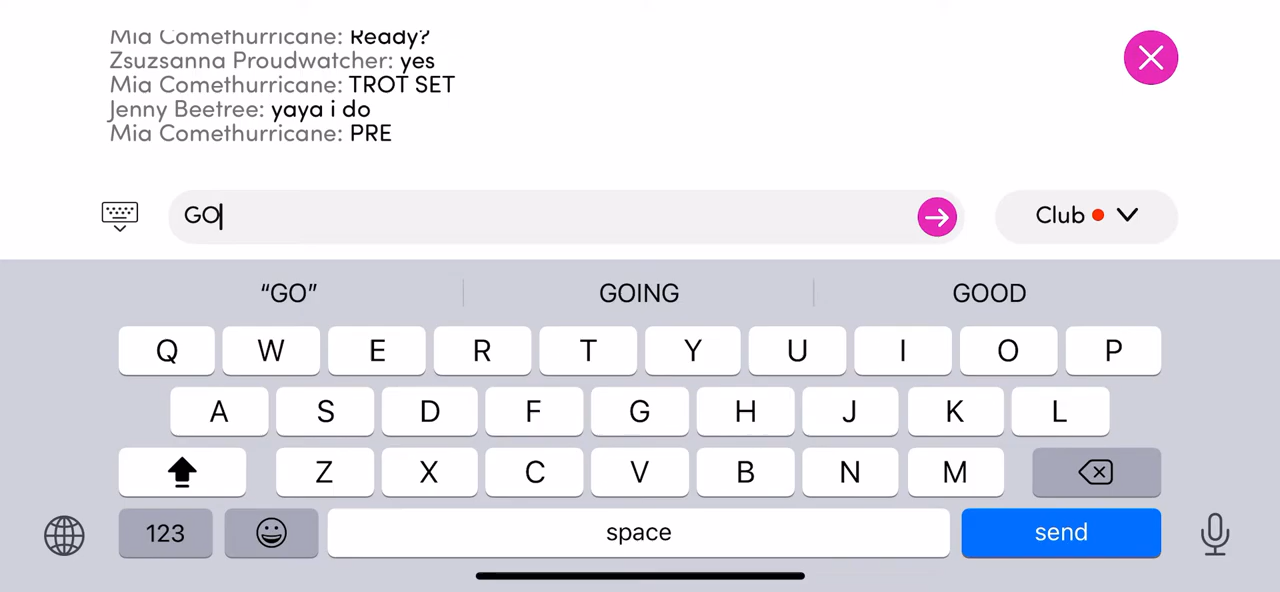 Mia Comethurricane: Ready?
Zsuzsanna Proudwatcher: yes
Mia Comethurricane: TROT SET
Jenny Beetree: yaya i do
Mia Comethurricane: PRE
GO
Club
“GO” GOING GOOD
Q W E R T Y U I O P
A S D F G H J K L
Z X C V B N M
123 space send